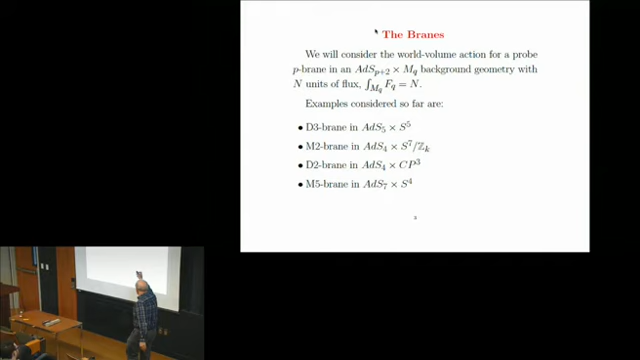 The Branes
We will consider the world-volume action for a probe
p-brane in an AdS_{p+2} × M_q background geometry with
N units of flux, ∫_{M_q} F_q = N.
Examples considered so far are:
• D3-brane in AdS_5 × S^5
• M2-brane in AdS_4 × S^7/ℤ_k
• D2-brane in AdS_4 × CP^3
• M5-brane in AdS_7 × S^4